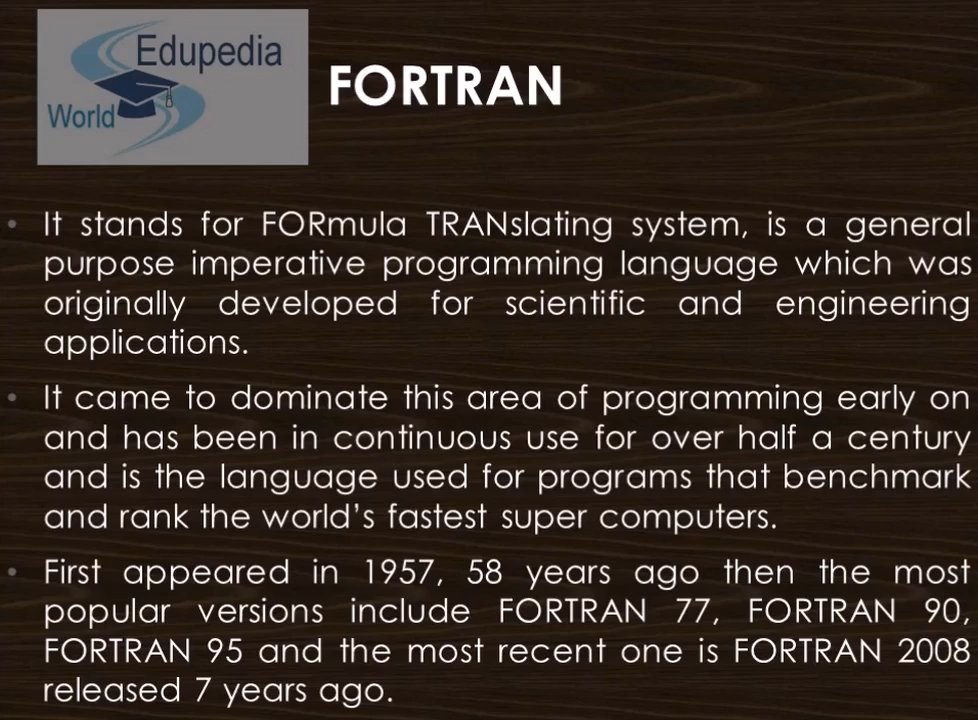 Edupedia
World
FORTRAN
• It stands for FORmula TRANslating system, is a general
purpose imperative programming language which was
originally developed for scientific and engineering
applications.
• It came to dominate this area of programming early on
and has been in continuous use for over half a century
and is the language used for programs that benchmark
and rank the world’s fastest super computers.
• First appeared in 1957, 58 years ago then the most
popular versions include FORTRAN 77, FORTRAN 90,
FORTRAN 95 and the most recent one is FORTRAN 2008
released 7 years ago.